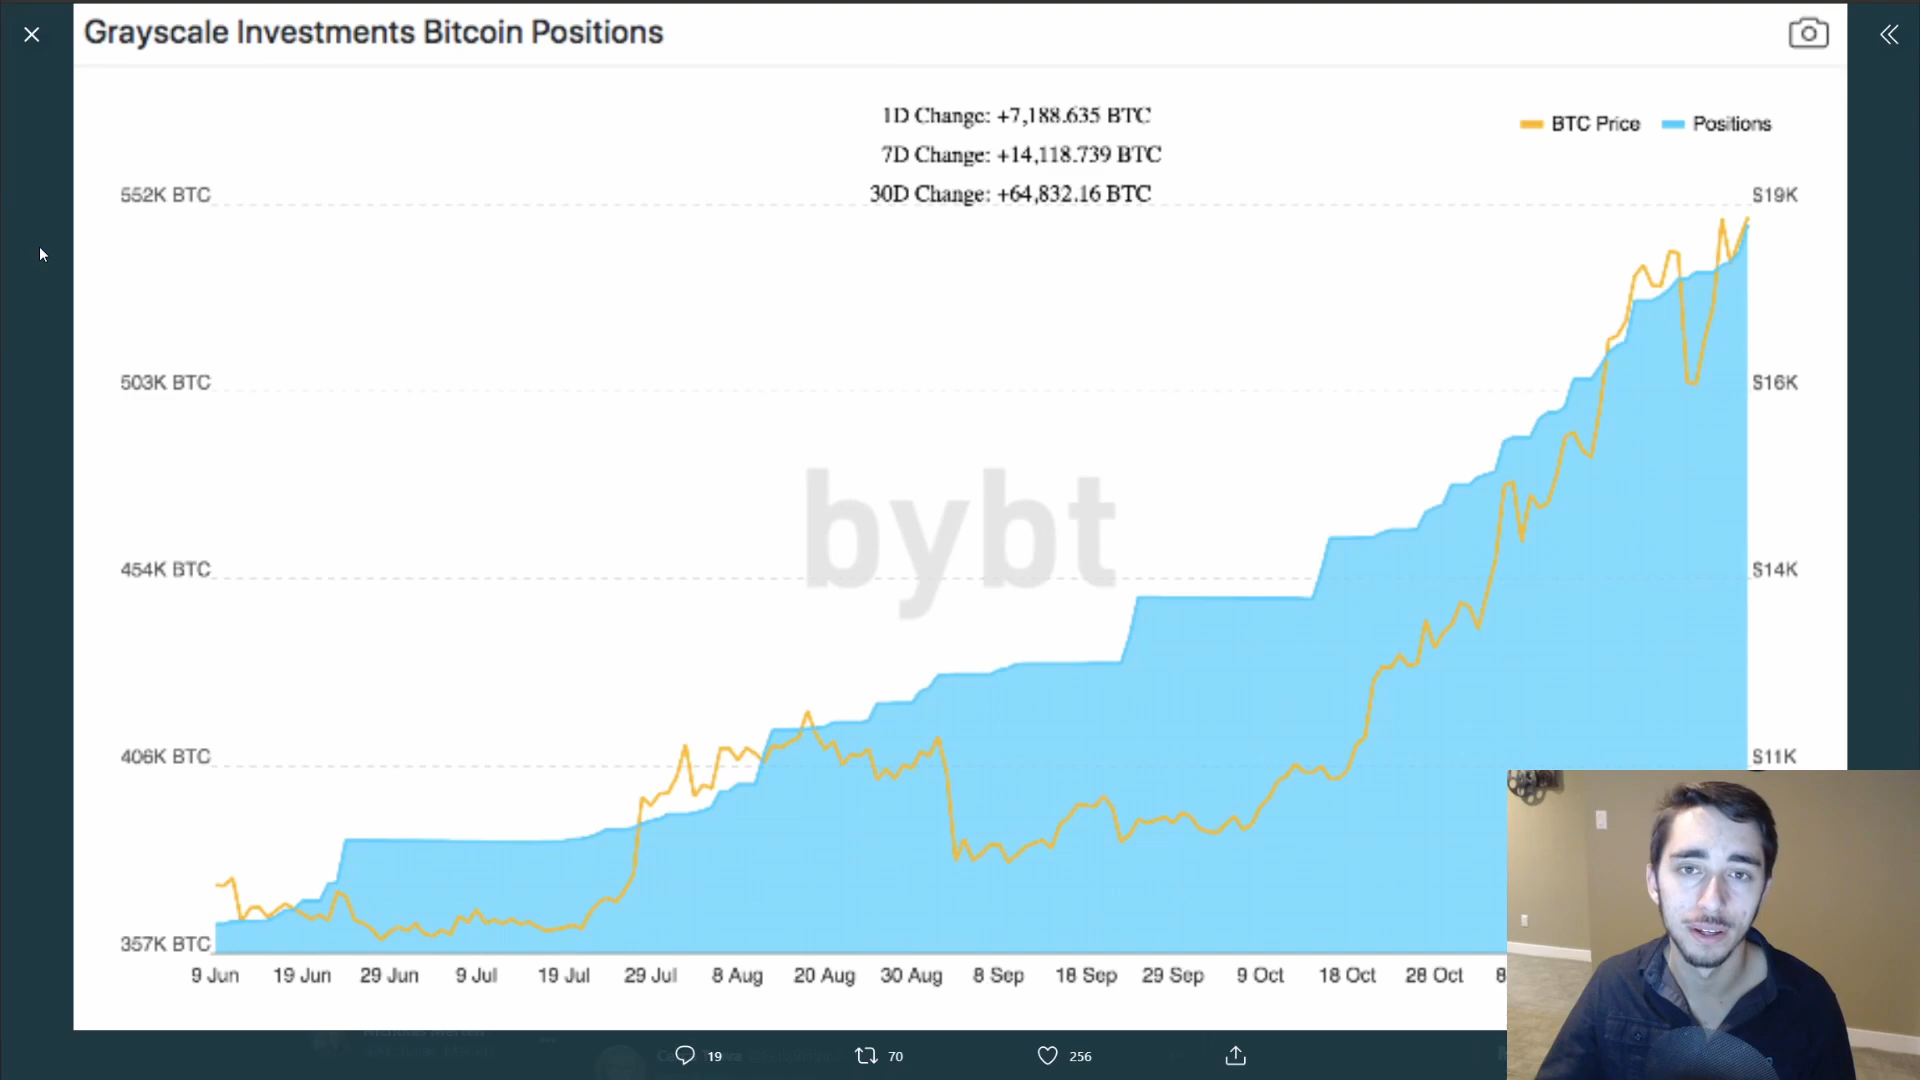 Grayscale Investments Bitcoin Positions
1D Change: +7,188.635 BTC
7D Change: +14,118.739 BTC
30D Change: +64,832.16 BTC
BTC Price Positions
552K BTC $19K
503K BTC $16K
bybt
454K BTC $14K
406K BTC $11K
357K BTC
9 Jun 19 Jun 29 Jun 9 Jul 19 Jul 29 Jul 8 Aug 20 Aug 30 Aug 8 Sep 18 Sep 29 Sep 9 Oct 18 Oct 28 Oct 8
19 70 256